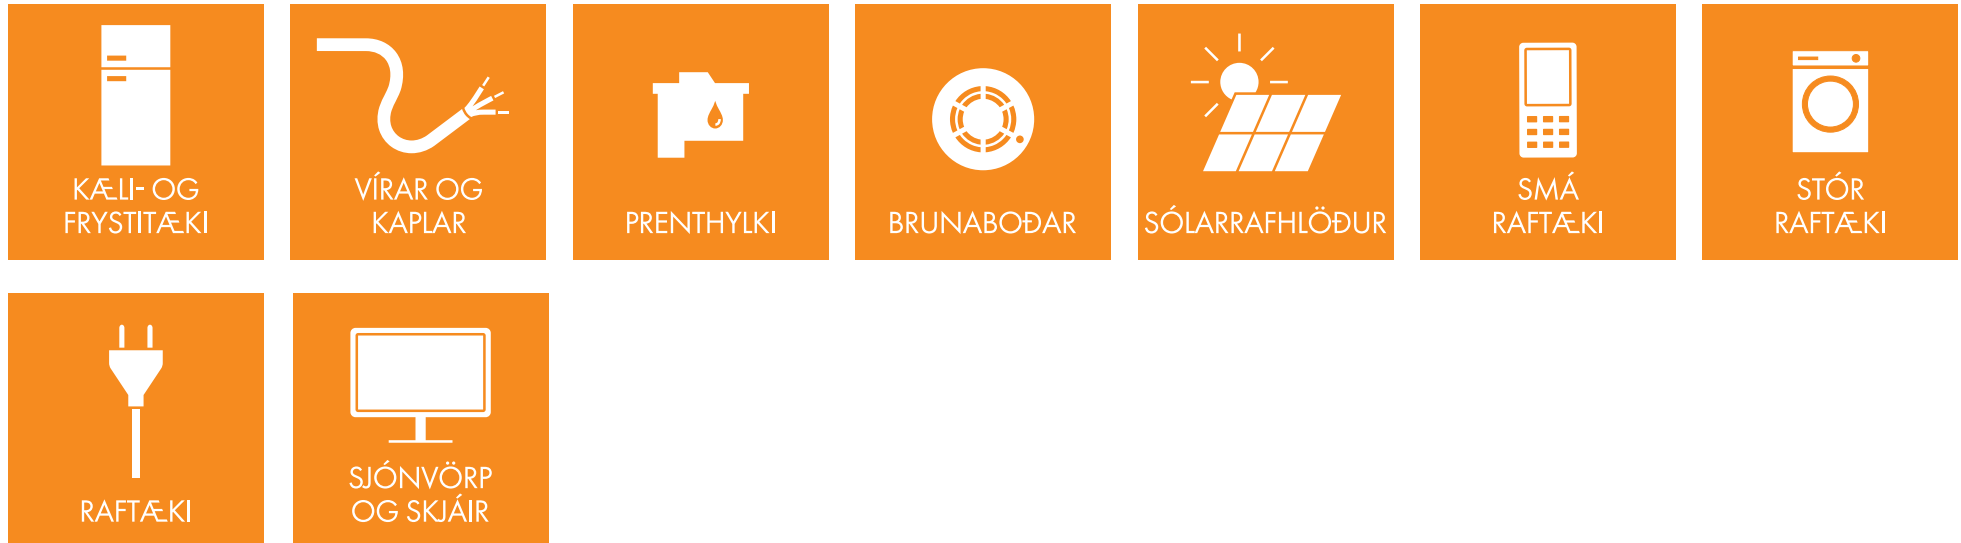 KÆLI- OG
FRYSTITÆKI
VÍRAR OG
KAPLAR
PRENTHYLKI
BRUNABOÐAR
SÓLARRAFHLÖÐUR
SMÁ
RAFTÆKI
STÓR
RAFTÆKI
RAFTÆKI
SJÓNVÖRP
OG SKJÁIR